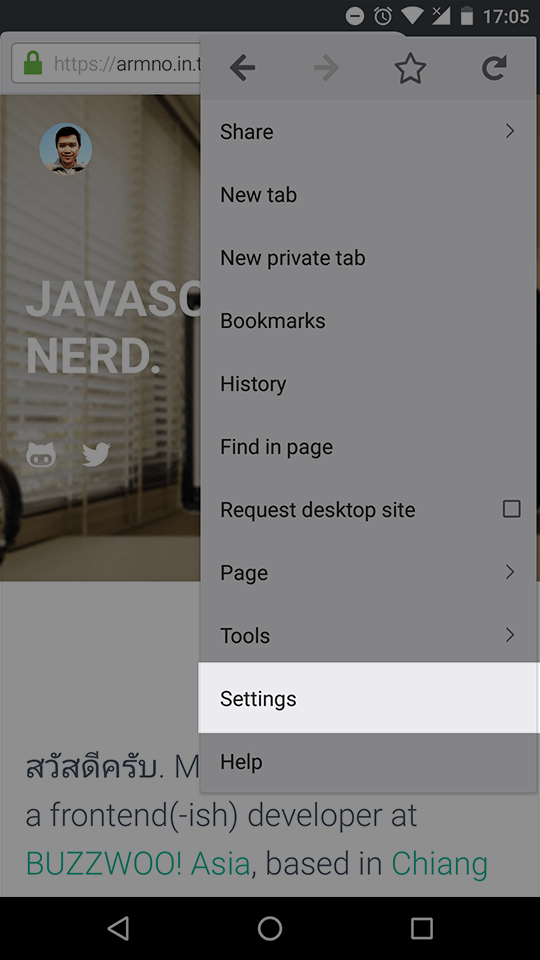 17:05
https://armno.in.t
Share
New tab
New private tab
Bookmarks
History
Find in page
Request desktop site
Page
Tools
Settings
Help
JAVASC
NERD.
สวัสดีครับ. M
a frontend(-ish) developer at
BUZZWOO! Asia, based in Chiang